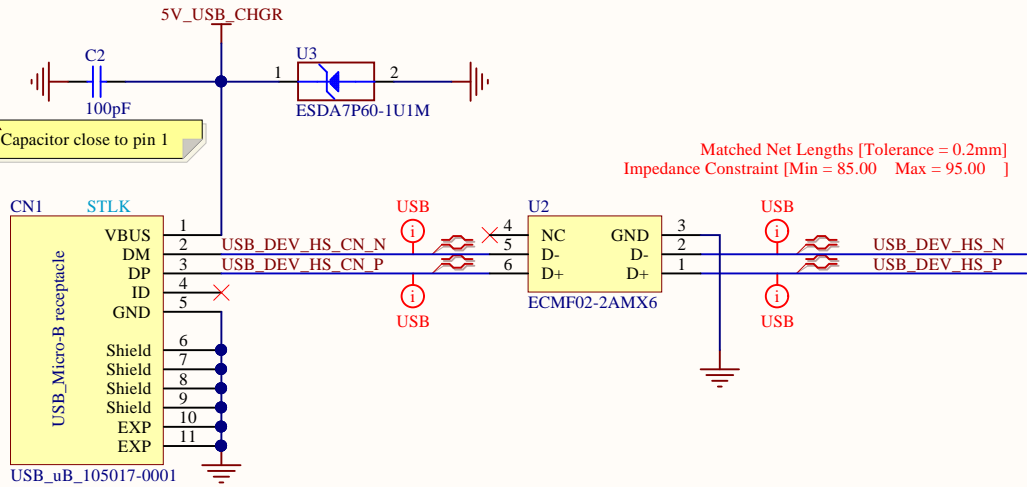 5V_USB_CHGR
C2
100pF
U3
1
2
ESDA7P60-1U1M
Capacitor close to pin 1
Matched Net Lengths [Tolerance = 0.2mm]
Impedance Constraint [Min = 85.00 Max = 95.00 ]
CN1 STLK
USB_Micro-B receptacle
VBUS 1
DM 2 USB_DEV_HS_CN_N
DP 3 USB_DEV_HS_CN_P
ID 4
GND 5
Shield 6
Shield 7
Shield 8
Shield 9
EXP 10
EXP 11
USB_uB_105017-0001
USB
i
i
USB
U2
4 NC GND 3
5 D- D- 2
6 D+ D+ 1
ECMF02-2AMX6
USB
i
i
USB
USB_DEV_HS_N
USB_DEV_HS_P